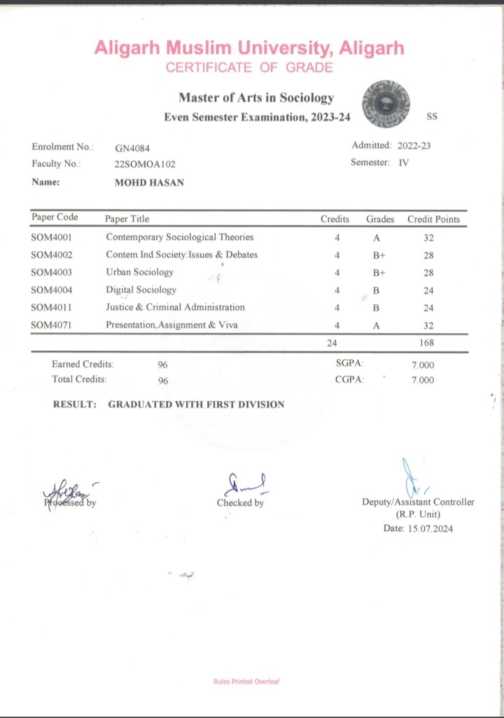 Aligarh Muslim University, Aligarh
CERTIFICATE OF GRADE
Master of Arts in Sociology
Even Semester Examination, 2023-24
SS
Enrolment No.: GN4084 Admitted: 2022-23
Faculty No.: 22SOMOA102 Semester: IV
Name: MOHD HASAN
Paper Code Paper Title Credits Grades Credit Points
SOM4001 Contemporary Sociological Theories 4 A 32
SOM4002 Contem Ind Society Issues & Debates 4 B+ 28
SOM4003 Urban Sociology 4 B+ 28
SOM4004 Digital Sociology 4 B 24
SOM4011 Justice & Criminal Administration 4 B 24
SOM4071 Presentation,Assignment & Viva 4 A 32
24 168
Earned Credits: 96 SGPA: 7.000
Total Credits: 96 CGPA: 7.000
RESULT: GRADUATED WITH FIRST DIVISION
Processed by Checked by Deputy/Assistant Controller
(R.P. Unit)
Date: 15.07.2024
Rules Printed Overleaf